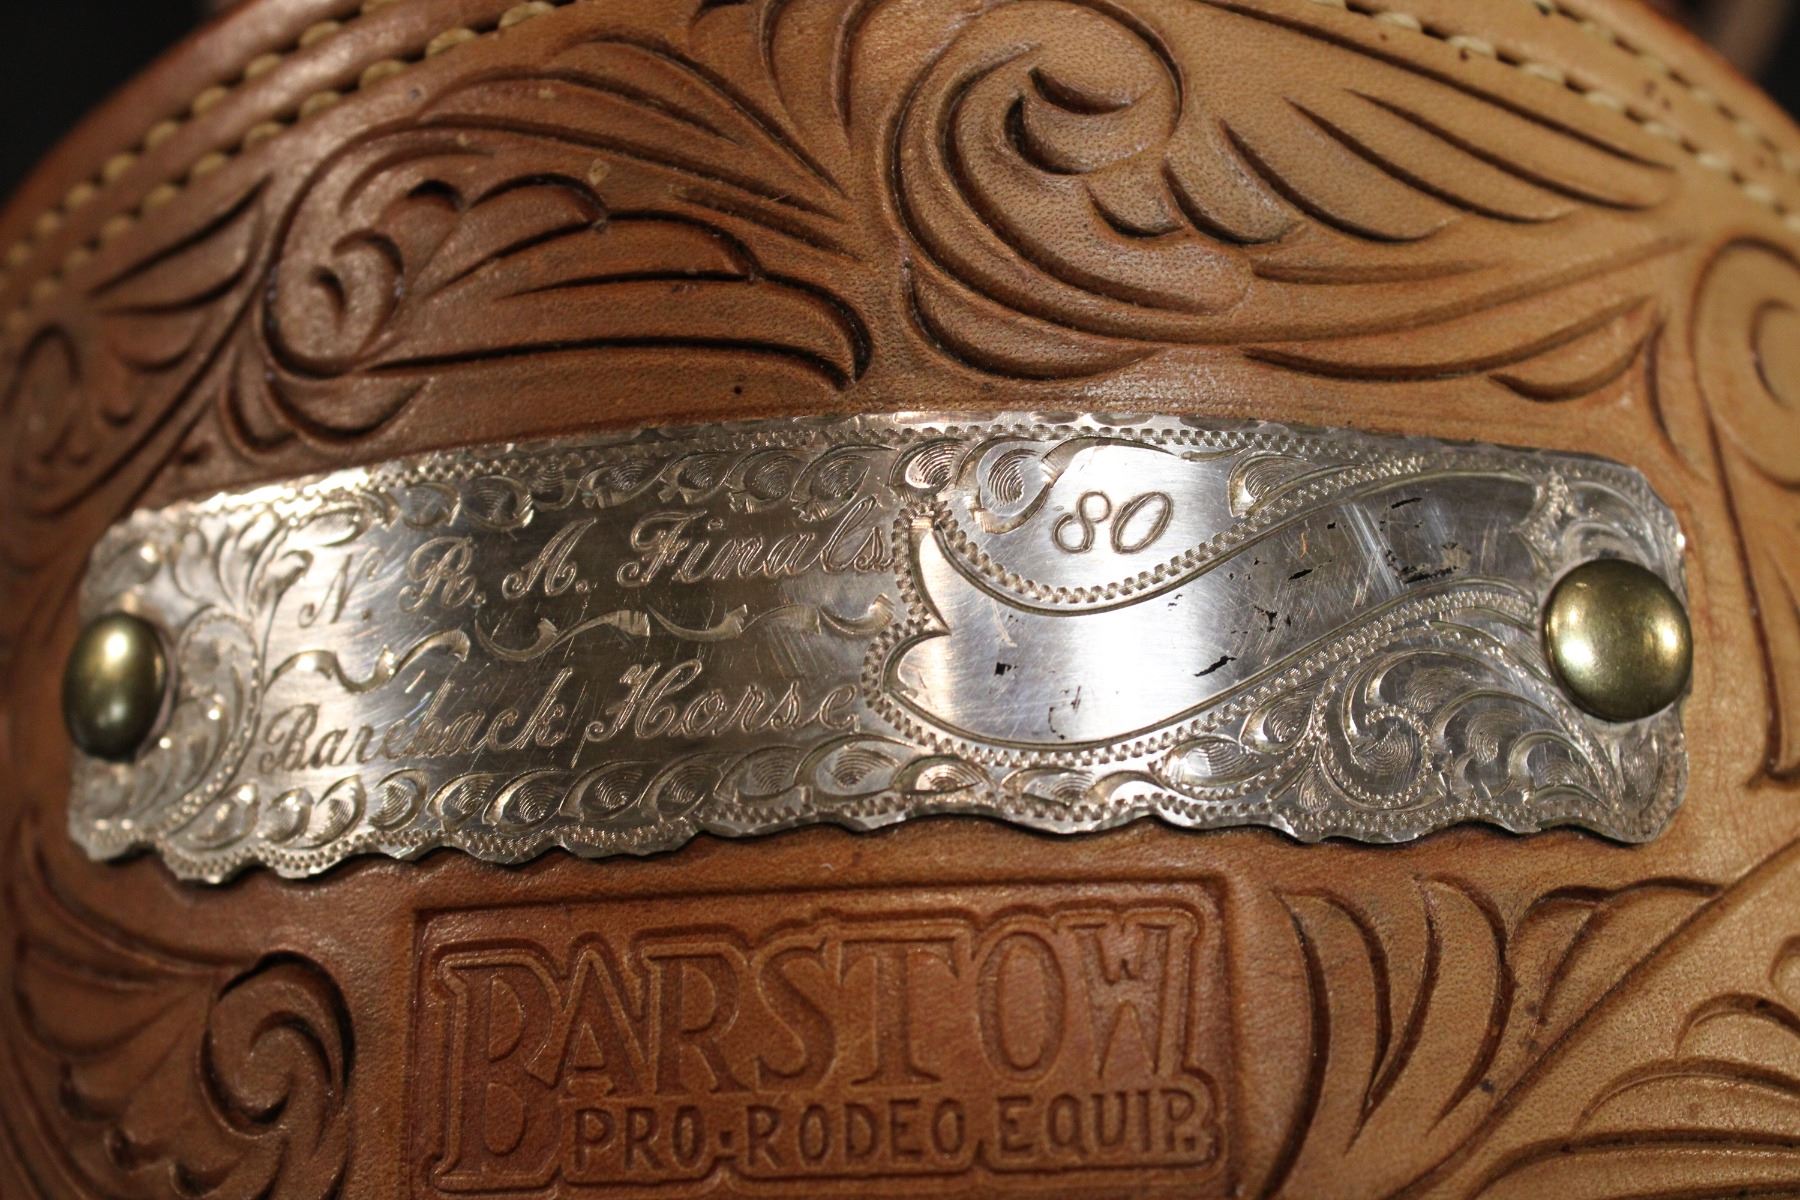 N. R. A. Finals
80
Bareback Horse
BARSTOW
PRO-RODEO EQUIP.